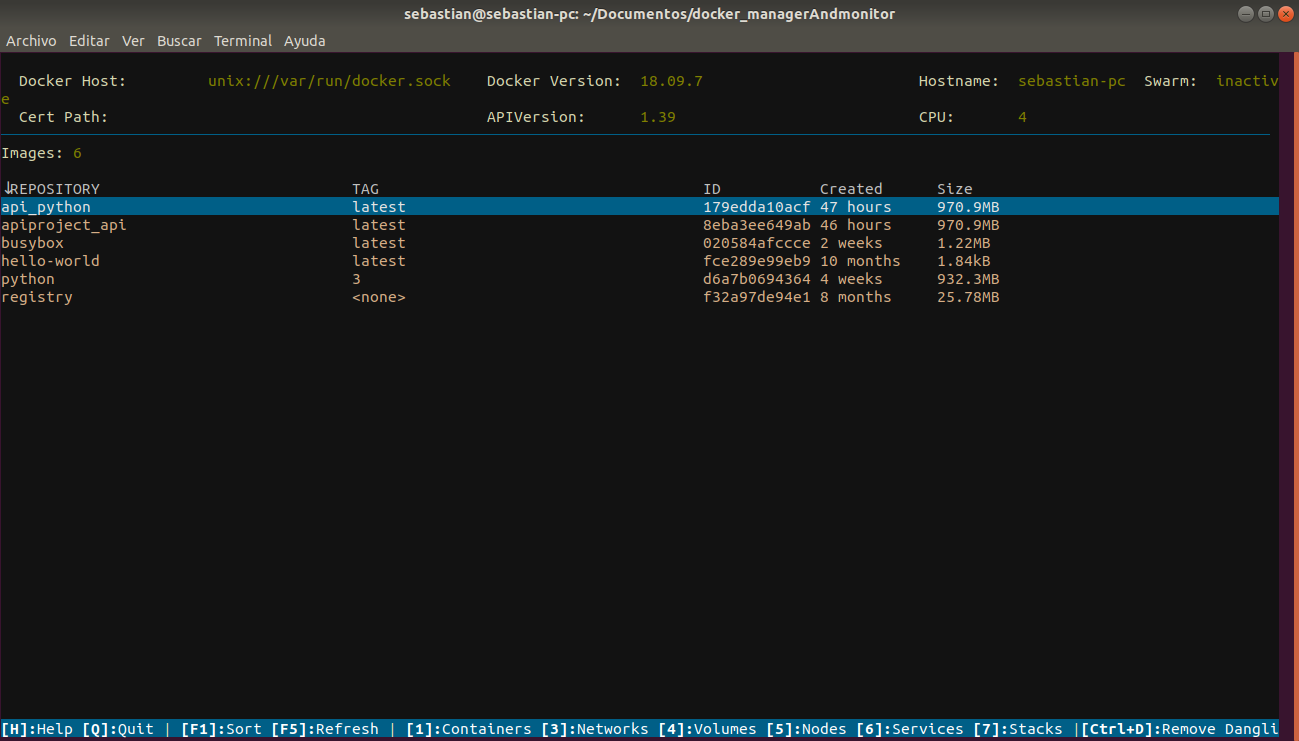 sebastian@sebastian-pc: ~/Documentos/docker_managerAndmonitor
Archivo Editar Ver Buscar Terminal Ayuda
Docker Host: unix:///var/run/docker.sock Docker Version: 18.09.7 Hostname: sebastian-pc Swarm: inactiv
e
Cert Path: APIVersion: 1.39 CPU: 4
Images: 6
↓REPOSITORY TAG ID Created Size
api_python latest 179edda10acf 47 hours 970.9MB
apiproject_api latest 8eba3ee649ab 46 hours 970.9MB
busybox latest 020584afccce 2 weeks 1.22MB
hello-world latest fce289e99eb9 10 months 1.84kB
python 3 d6a7b0694364 4 weeks 932.3MB
registry <none> f32a97de94e1 8 months 25.78MB
[H]:Help [Q]:Quit | [F1]:Sort [F5]:Refresh | [1]:Containers [3]:Networks [4]:Volumes [5]:Nodes [6]:Services [7]:Stacks |[Ctrl+D]:Remove Dangli